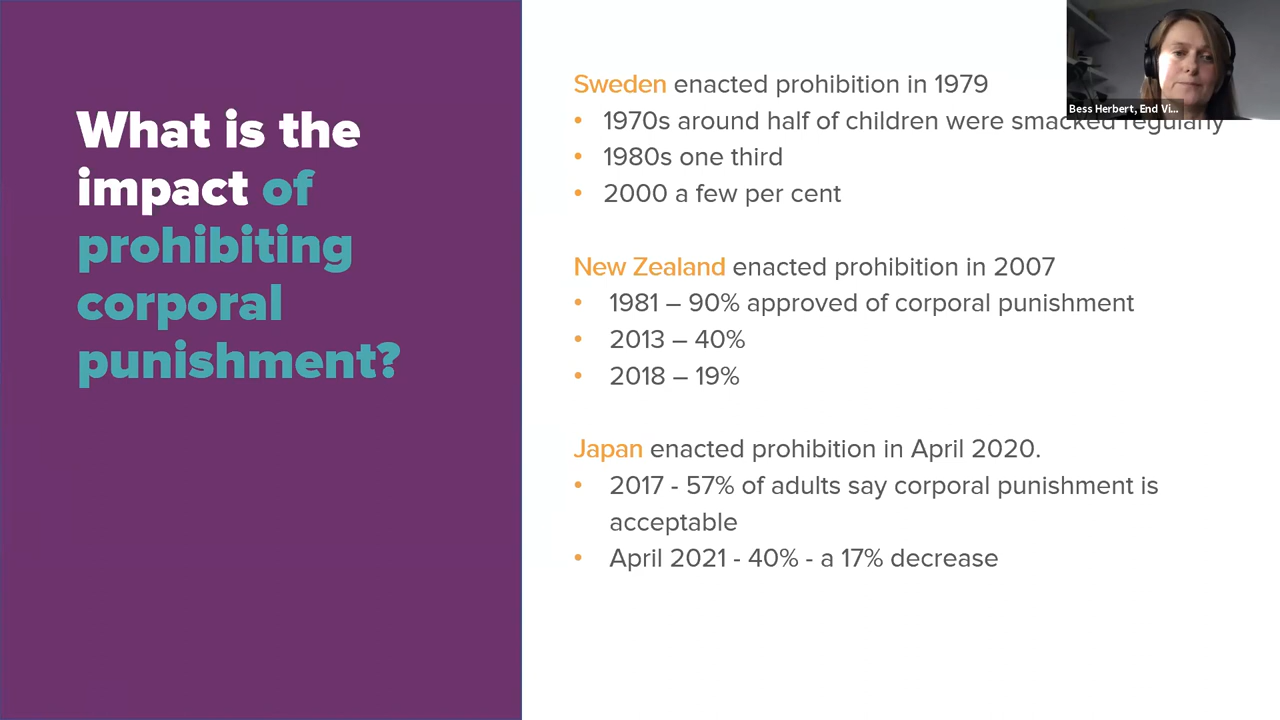 What is the
impact of
prohibiting
corporal
punishment?
Sweden enacted prohibition in 1979
• 1970s around half of children were smacked regularly
• 1980s one third
• 2000 a few per cent
New Zealand enacted prohibition in 2007
• 1981 – 90% approved of corporal punishment
• 2013 – 40%
• 2018 – 19%
Japan enacted prohibition in April 2020.
• 2017 - 57% of adults say corporal punishment is
acceptable
• April 2021 - 40% - a 17% decrease
Bess Herbert, End Vi...